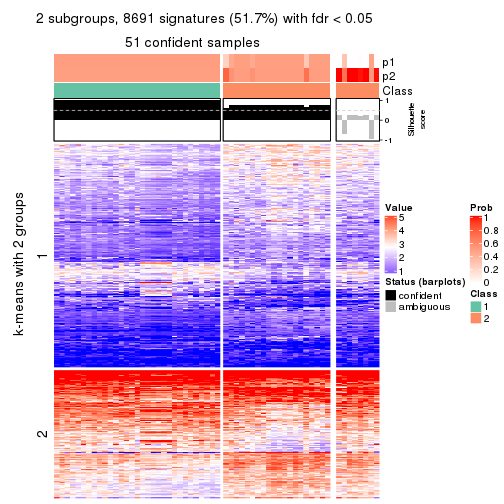 2 subgroups, 8691 signatures (51.7%) with fdr < 0.05
51 confident samples
p1
p2
Class
1
0
-1
Silhouette
score
k-means with 2 groups
1
2
Value
5
4
3
2
1
Status (barplots)
confident
ambiguous
Prob
1
0.8
0.6
0.4
0.2
0
Class
1
2